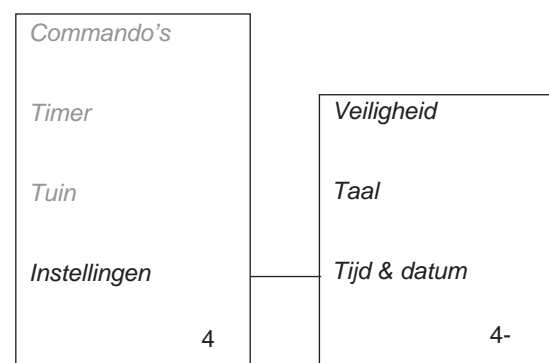 Commando's
Timer
Tuin
Instellingen
4
Veiligheid
Taal
Tijd & datum
4-